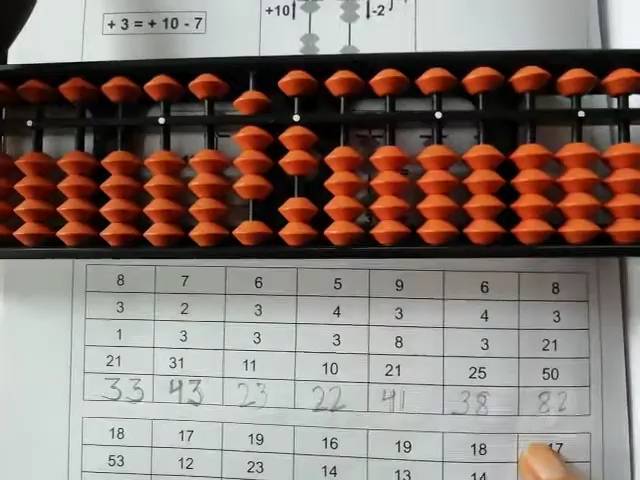 + 3 = + 10 - 7
+10 -2
8 7 6 5 9 6 8
3 2 3 4 3 4 3
1 3 3 3 8 3 21
21 31 11 10 21 25 50
33 43 23 22 41 38 82
18 17 19 16 19 18 17
53 12 23 14 13 14